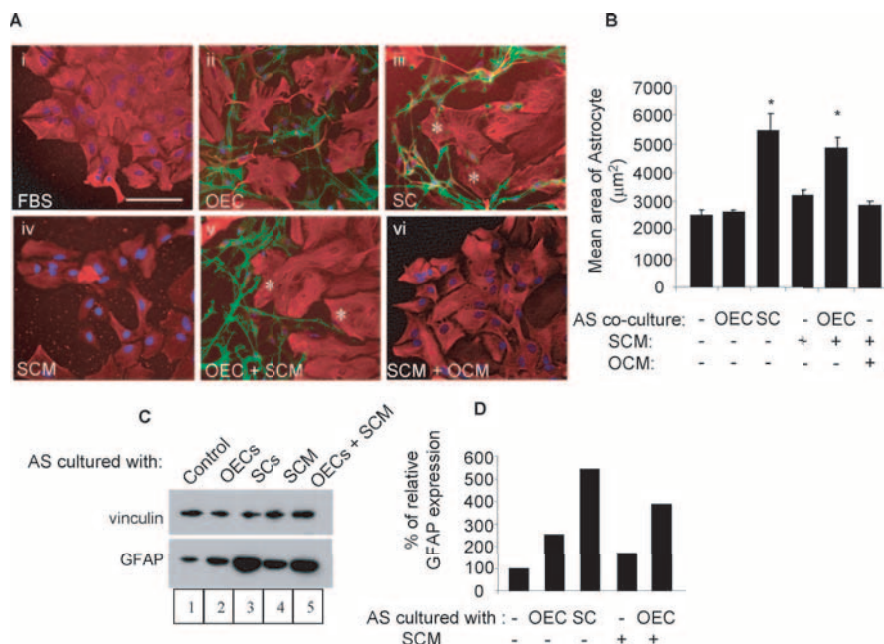 A
i
ii
iii
FBS
OEC
SC
*
*
iv
v
vi
SCM
OEC + SCM
SCM + OCM
*
*
B
Mean area of Astrocyte
(μm²)
7000
6000
5000
4000
3000
2000
1000
0
*
*
AS co-culture: - OEC SC - OEC -
SCM: - - - + + +
OCM: - - - - - +
C
AS cultured with:
Control
OECs
SCs
SCM
OECs + SCM
vinculin
GFAP
1 2 3 4 5
D
% of relative
GFAP expression
600
500
400
300
200
100
0
AS cultured with : - OEC SC - OEC
SCM - - - + +